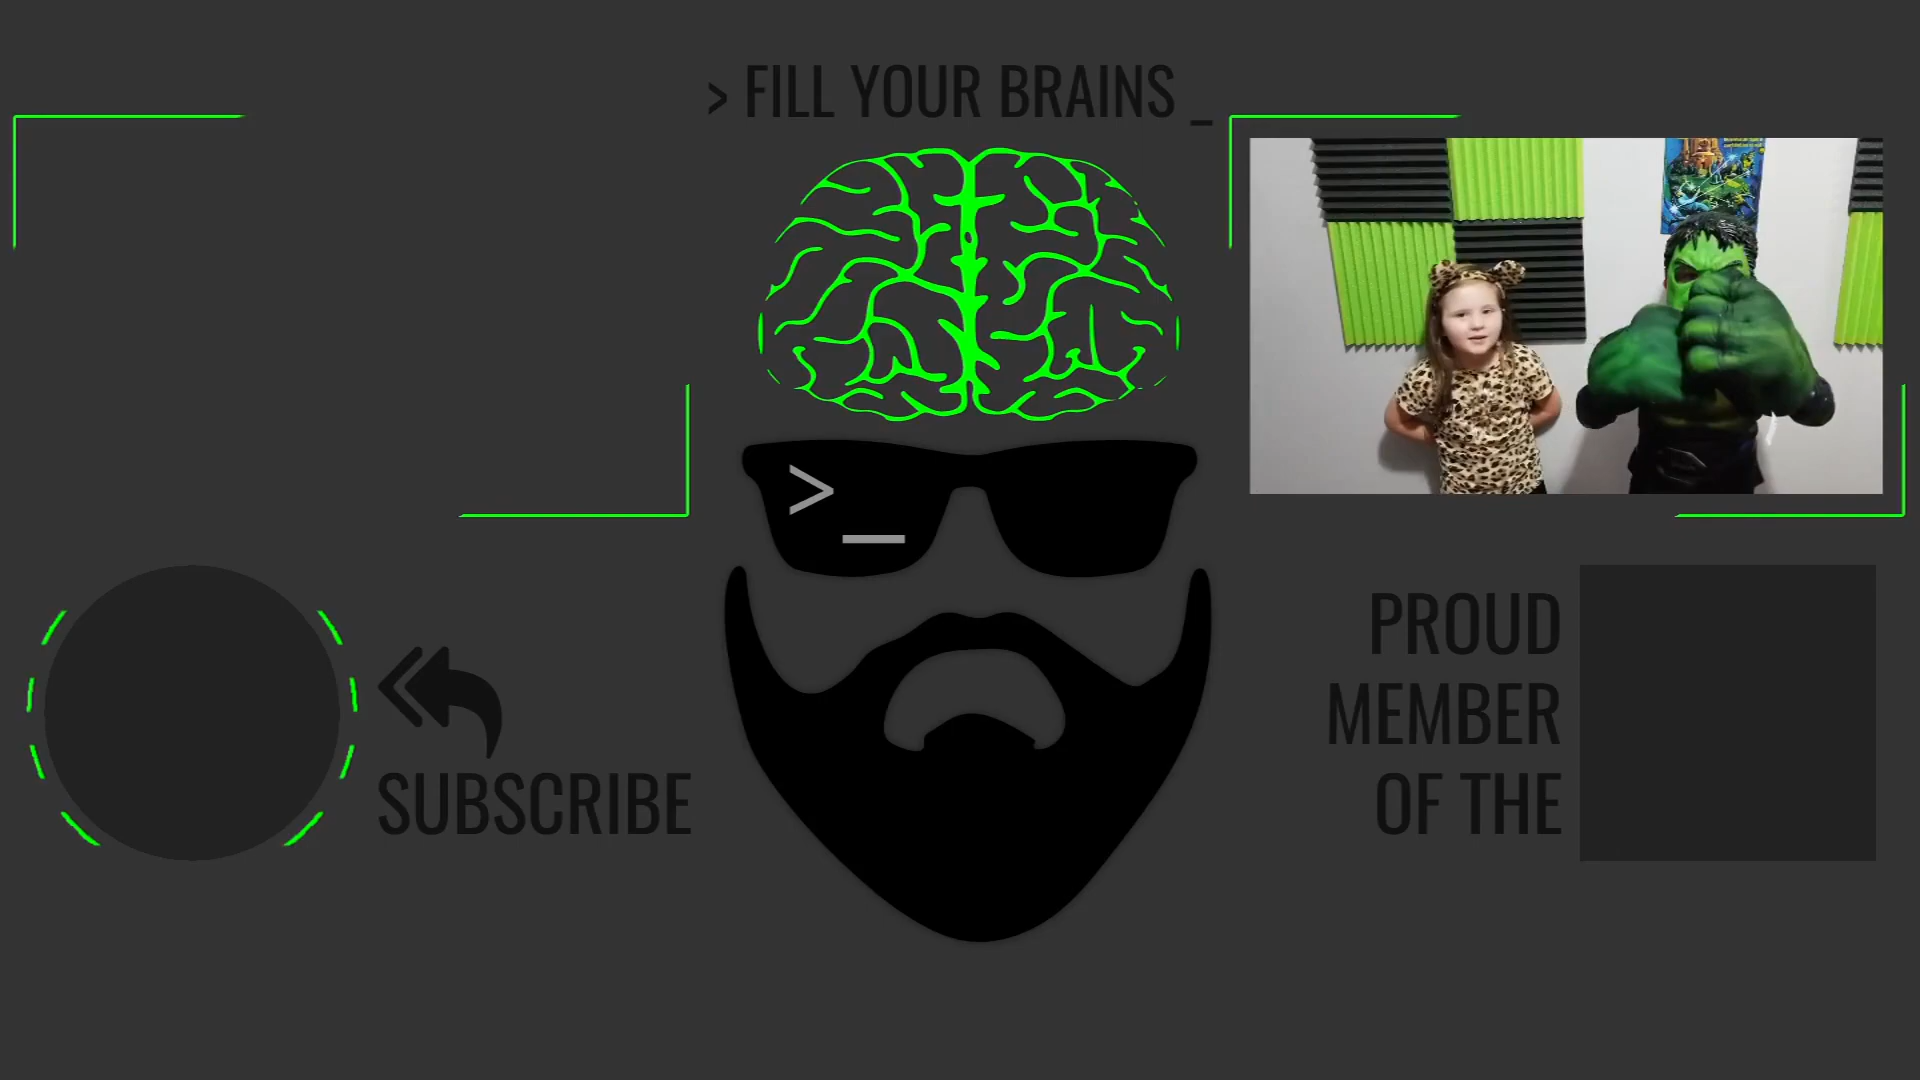 > FILL YOUR BRAINS _
>_
SUBSCRIBE
PROUD
MEMBER
OF THE